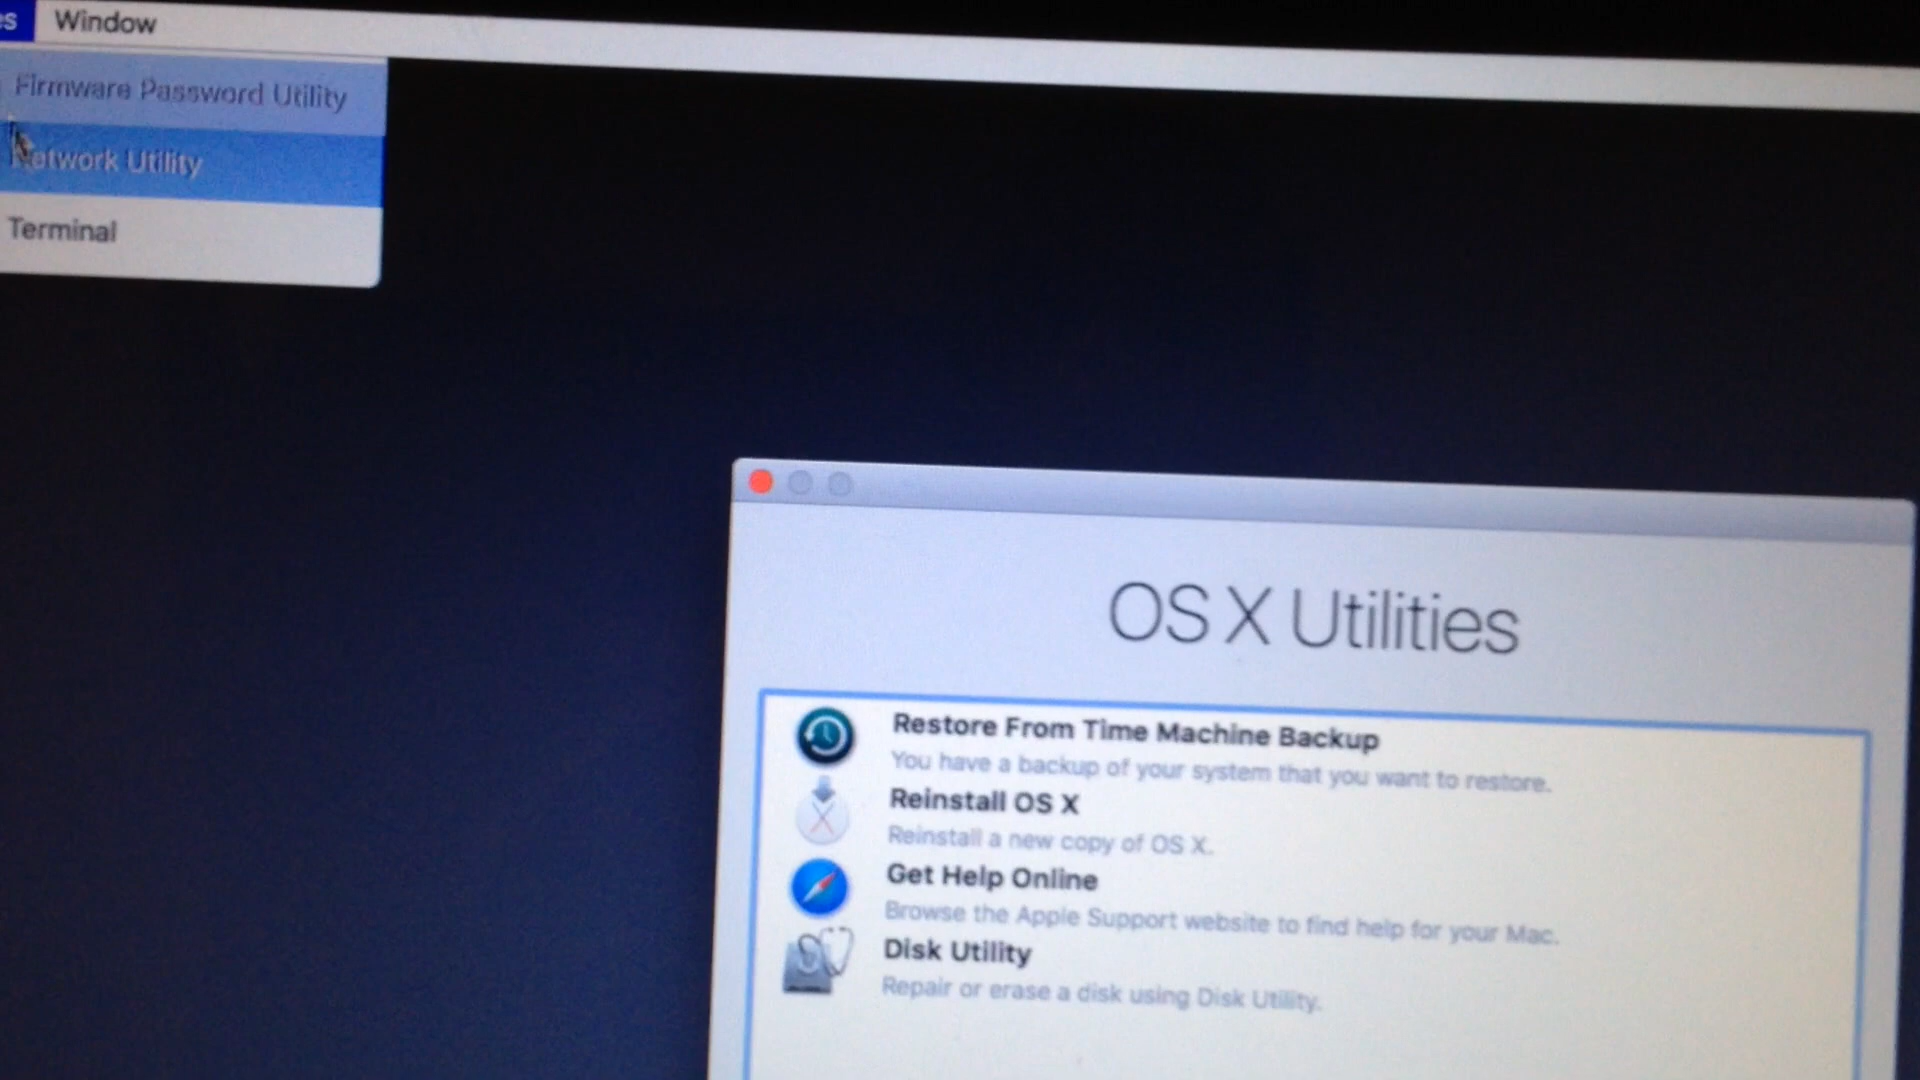 es Window
Firmware Password Utility
Network Utility
Terminal
OS X Utilities
Restore From Time Machine Backup
You have a backup of your system that you want to restore.
Reinstall OS X
Reinstall a new copy of OS X.
Get Help Online
Browse the Apple Support website to find help for your Mac.
Disk Utility
Repair or erase a disk using Disk Utility.